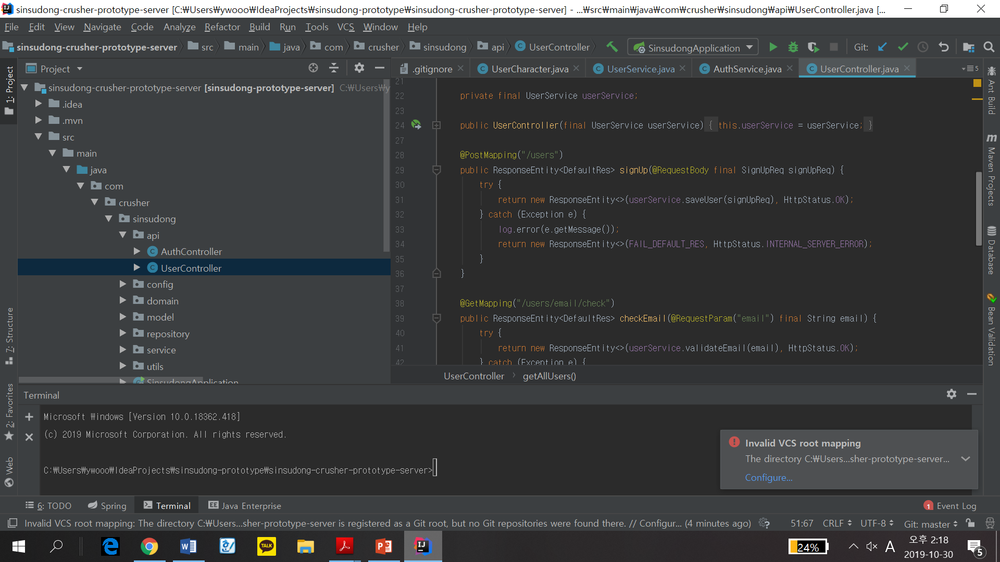 sinsudong-crusher-prototype-server [C:₩Users₩ywooo₩IdeaProjects₩sinsudong-prototype₩sinsudong-crusher-prototype-server] - ...₩src₩main₩java₩com₩crusher₩sinsudong₩api₩UserController.java [...
File Edit View Navigate Code Analyze Refactor Build Run Tools VCS Window Help
sinsudong-crusher-prototype-server src main java com crusher sinsudong api UserController SinsudongApplication Git:
1: Project
Project
.gitignore UserCharacter.java UserService.java AuthService.java UserController.java 5
sinsudong-crusher-prototype-server [sinsudong-prototype-server] C:₩Users₩y
.idea
.mvn
src
main
java
com
crusher
sinsudong
api
AuthController
UserController
config
domain
model
repository
service
utils
SinsudongApplication
21
22 private final UserService userService;
23
24 public UserController(final UserService userService) { this.userService = userService; }
27
28 @PostMapping("/users")
29 public ResponseEntity<DefaultRes> signUp(@RequestBody final SignUpReq signUpReq) {
30 try {
31 return new ResponseEntity<>(userService.saveUser(signUpReq), HttpStatus.OK);
32 } catch (Exception e) {
33 log.error(e.getMessage());
34 return new ResponseEntity<>(FAIL_DEFAULT_RES, HttpStatus.INTERNAL_SERVER_ERROR);
35 }
36 }
37
38 @GetMapping("/users/email/check")
39 public ResponseEntity<DefaultRes> checkEmail(@RequestParam("email") final String email) {
40 try {
41 return new ResponseEntity<>(userService.validateEmail(email), HttpStatus.OK);
42 } catch (Exception e) {
UserController getAllUsers()
Ant Build
Maven Projects
Database
Bean Validation
7: Structure
2: Favorites
Web
Terminal
Microsoft Windows [Version 10.0.18362.418]
(c) 2019 Microsoft Corporation. All rights reserved.
C:₩Users₩ywooo₩IdeaProjects₩sinsudong-prototype₩sinsudong-crusher-prototype-server>
Invalid VCS root mapping
The directory C:₩Users...sher-prototype-server...
Configure...
6: TODO Spring Terminal Java Enterprise 1 Event Log
Invalid VCS root mapping: The directory C:₩Users...sher-prototype-server is registered as a Git root, but no Git repositories were found there. // Configur... (4 minutes ago) 51:67 CRLF UTF-8 Git: master
TALK
IJ
24%
A
오후 2:18
2019-10-30
5